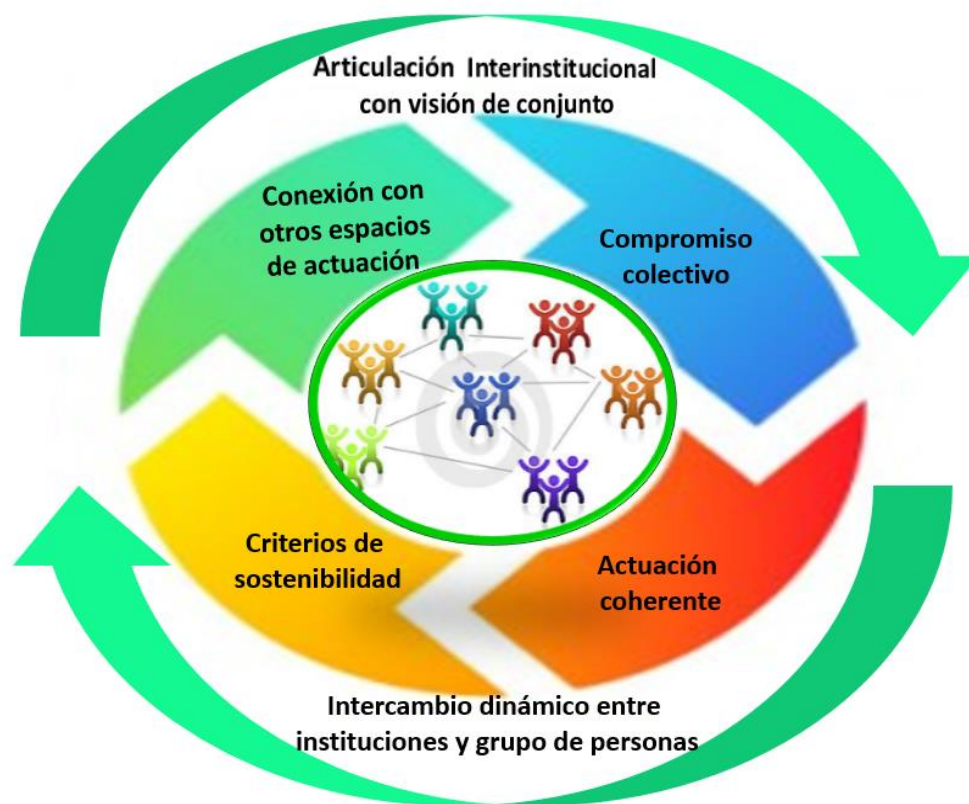 Articulación Interinstitucional
con visión de conjunto
Conexión con
otros espacios
de actuación
Compromiso
colectivo
Criterios de
sostenibilidad
Actuación
coherente
Intercambio dinámico entre
instituciones y grupo de personas